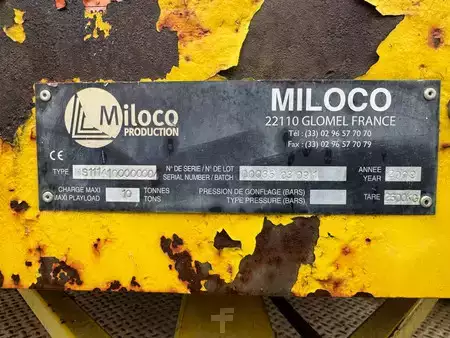 Miloco
PRODUCTION
MILOCO
22110 GLOMEL FRANCE
Tél : (33) 02 96 57 70 70
Fax : (33) 02 96 57 70 79
CE
TYPE
N° DE SERIE / N° DE LOT
SERIAL NUMBER / BATCH
ANNEE
YEAR
CHARGE MAXI
MAXI PLAYLOAD
10
TONNES
TONS
PRESSION DE GONFLAGE (BARS)
TYPE PRESSURE (BARS)
TARE